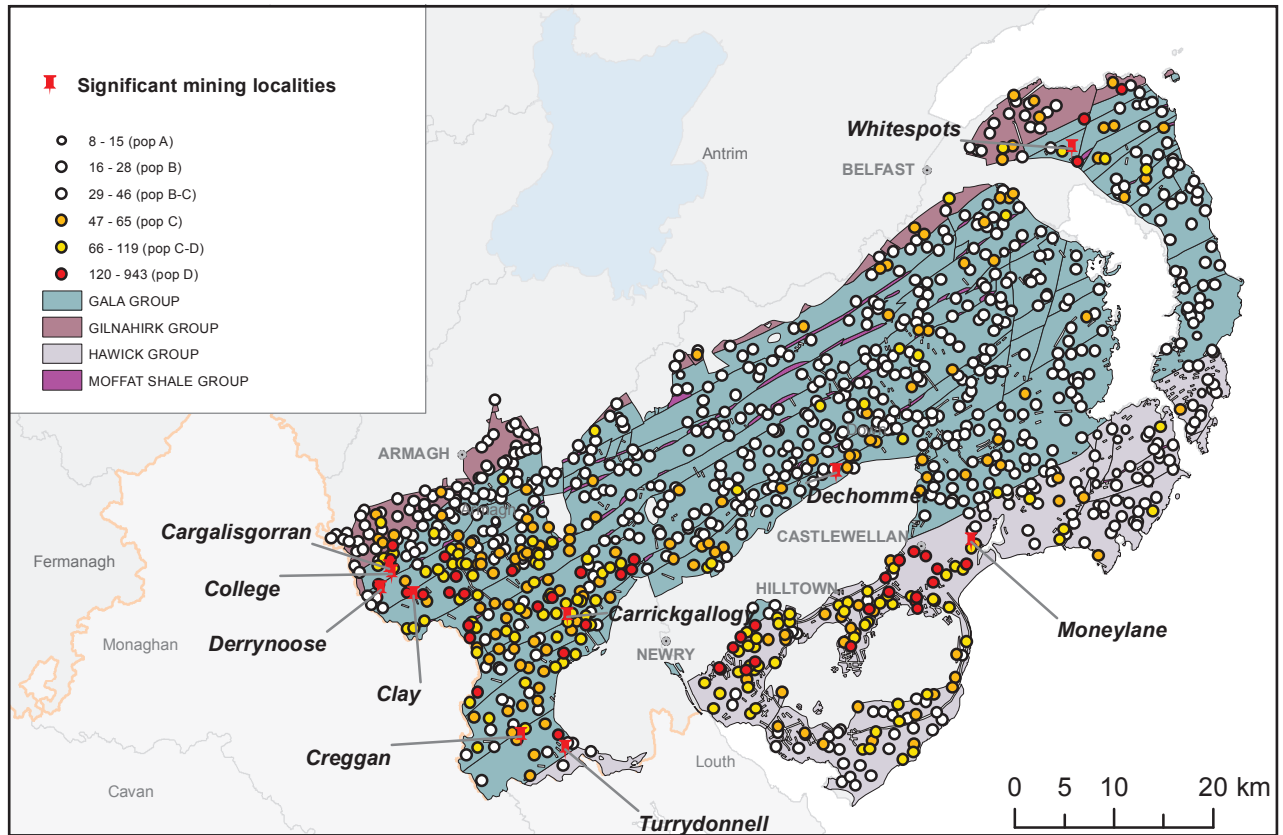 Significant mining localities
8 - 15 (pop A)
16 - 28 (pop B)
29 - 46 (pop B-C)
47 - 65 (pop C)
66 - 119 (pop C-D)
120 - 943 (pop D)
GALA GROUP
GILNAHIRK GROUP
HAWICK GROUP
MOFFAT SHALE GROUP
Whitespots
Antrim
BELFAST
ARMAGH
Armagh
Dechommet
Cargalisgorran
CASTLEWELLAN
Fermanagh
College
HILLTOWN
Carrickgallogy
Derrynoose
Moneylane
Monaghan
NEWRY
Clay
Creggan
Louth
Cavan
0 5 10 20 km
Turrydonnell